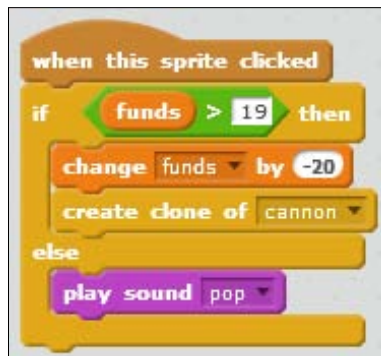 when this sprite clicked
if funds > 19 then
change funds by -20
create clone of cannon
else
play sound pop